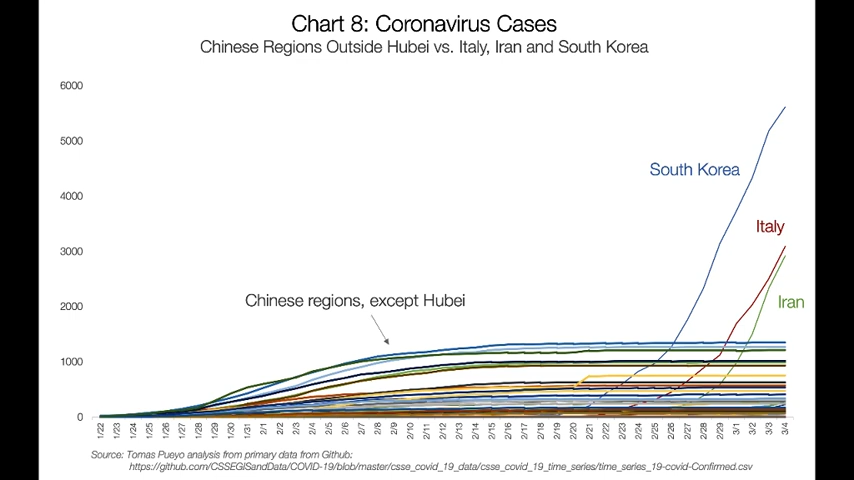 Chart 8: Coronavirus Cases
Chinese Regions Outside Hubei vs. Italy, Iran and South Korea
6000
5000
4000
3000
2000
1000
0
South Korea
Italy
Iran
Chinese regions, except Hubei
1/22 1/23 1/24 1/25 1/26 1/27 1/28 1/29 1/30 1/31 2/1 2/2 2/3 2/4 2/5 2/6 2/7 2/8 2/9 2/10 2/11 2/12 2/13 2/14 2/15 2/16 2/17 2/18 2/19 2/20 2/21 2/22 2/23 2/24 2/25 2/26 2/27 2/28 2/29 3/1 3/2 3/3 3/4
Source: Tomas Pueyo analysis from primary data from Github:
https://github.com/CSSEGISandData/COVID-19/blob/master/csse_covid_19_data/csse_covid_19_time_series/time_series_19-covid-Confirmed.csv